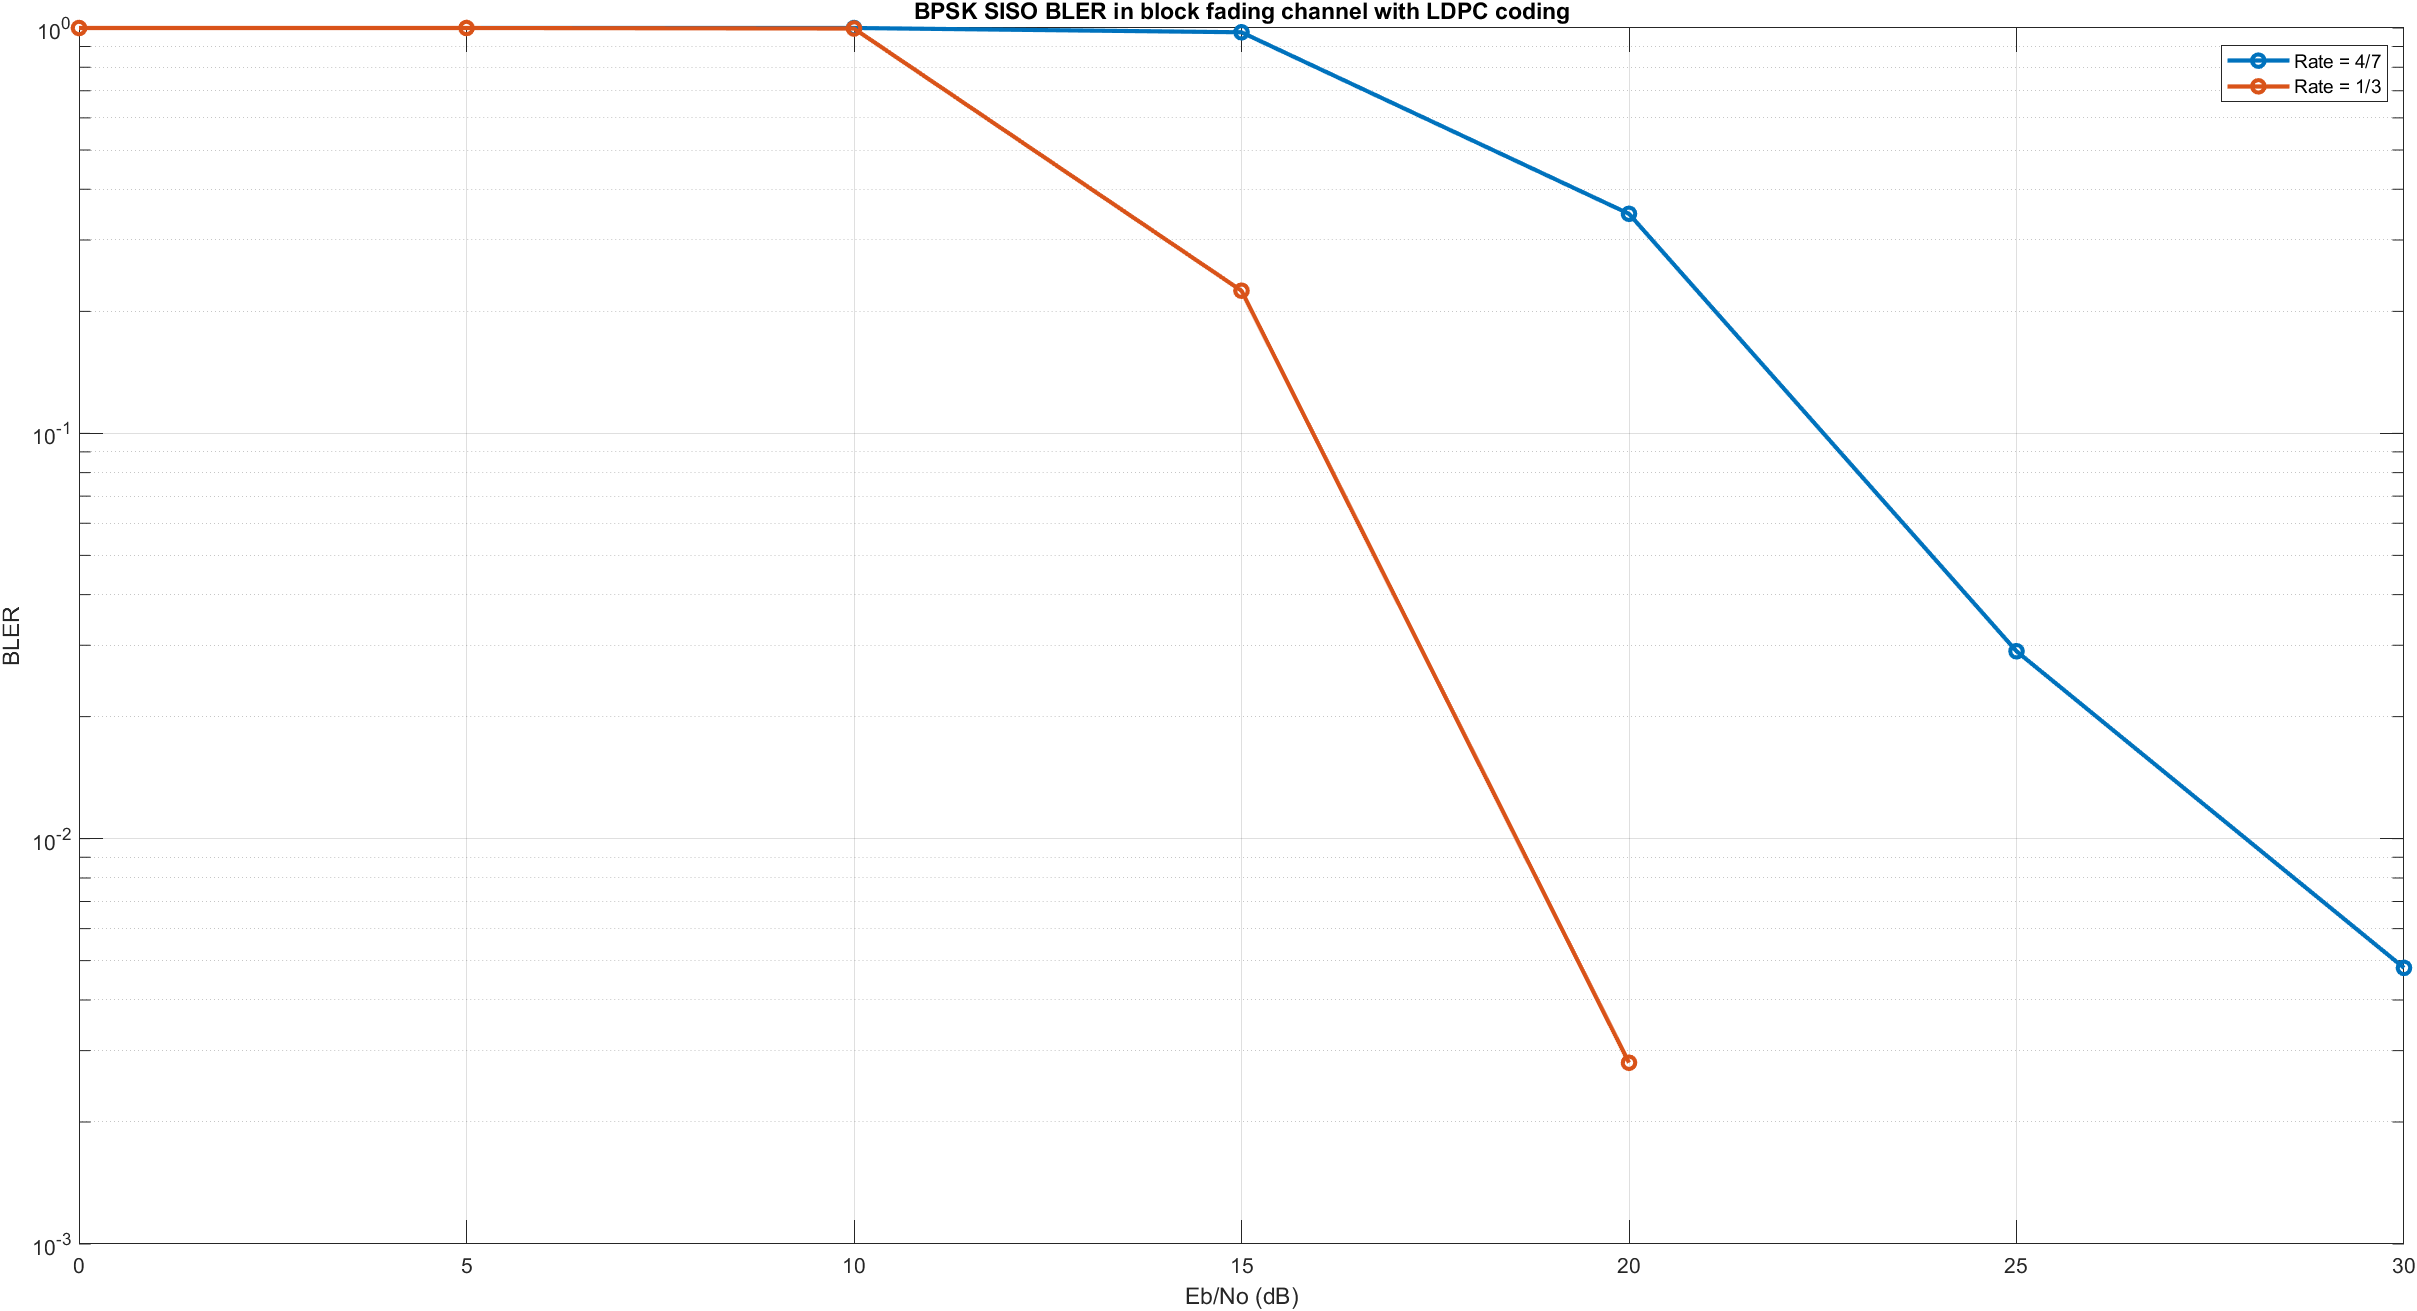 BPSK SISO BLER in block fading channel with LDPC coding
Rate = 4/7
Rate = 1/3
10^0
10^-1
10^-2
10^-3
BLER
0 5 10 15 20 25 30
Eb/No (dB)